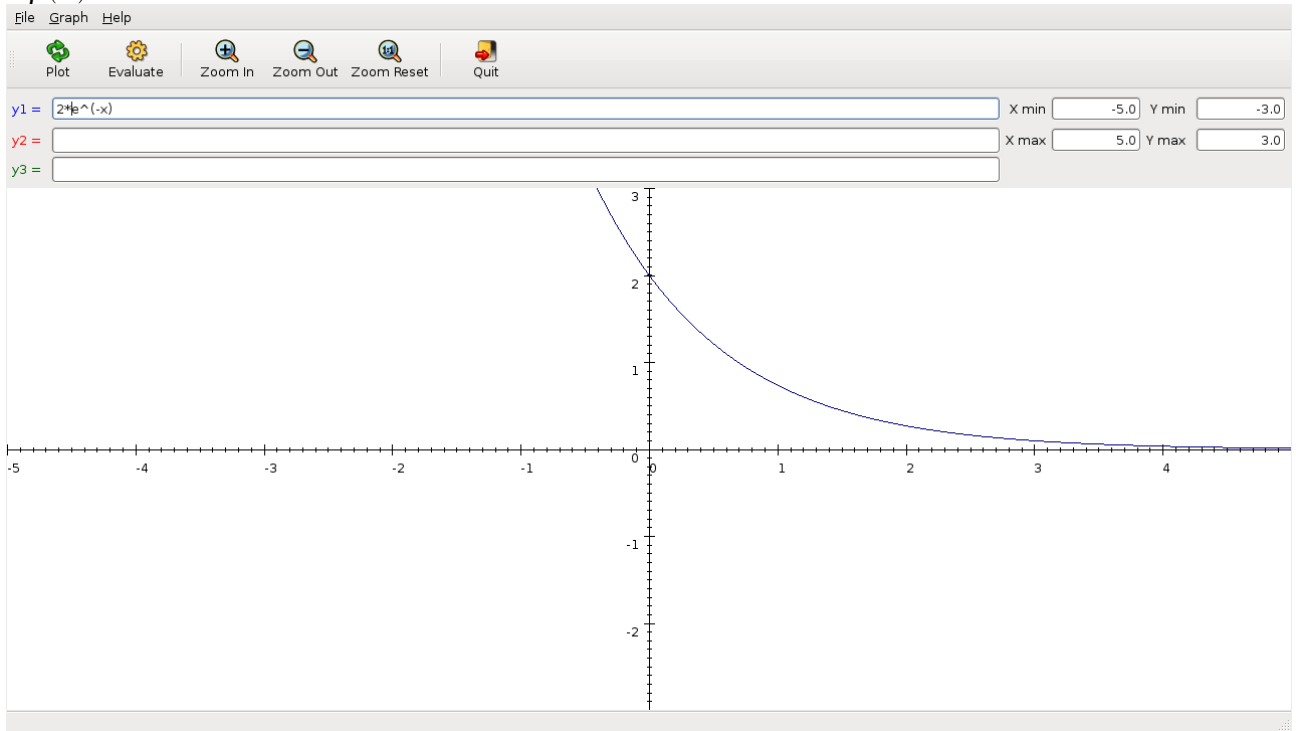 File Graph Help
Plot Evaluate Zoom In Zoom Out Zoom Reset Quit
y1 = 2*e^(-x) X min -5.0 Y min -3.0
y2 = X max 5.0 Y max 3.0
y3 =
3
2
1
0
-5 -4 -3 -2 -1 0 1 2 3 4
-1
-2